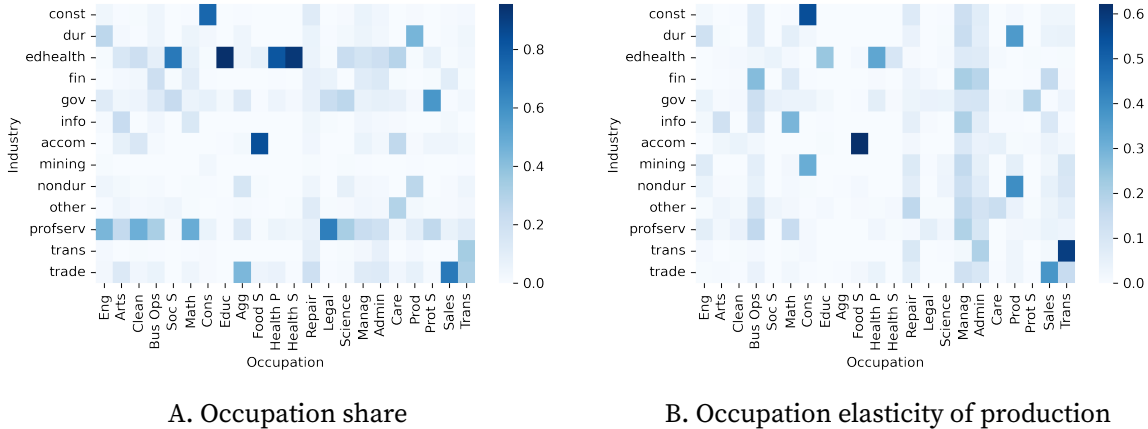 const
dur
edhealth
fin
gov
info
accom
mining
nondur
other
profserv
trans
trade
Industry
Eng
Arts
Clean
Bus Ops
Soc S
Math
Cons
Educ
Agg
Food S
Health P
Health S
Repair
Legal
Science
Manag
Admin
Care
Prod
Prot S
Sales
Trans
Occupation
0.8
0.6
0.4
0.2
0.0
A. Occupation share
const
dur
edhealth
fin
gov
info
accom
mining
nondur
other
profserv
trans
trade
Industry
Eng
Arts
Clean
Bus Ops
Soc S
Math
Cons
Educ
Agg
Food S
Health P
Health S
Repair
Legal
Science
Manag
Admin
Care
Prod
Prot S
Sales
Trans
Occupation
0.6
0.5
0.4
0.3
0.2
0.1
0.0
B. Occupation elasticity of production